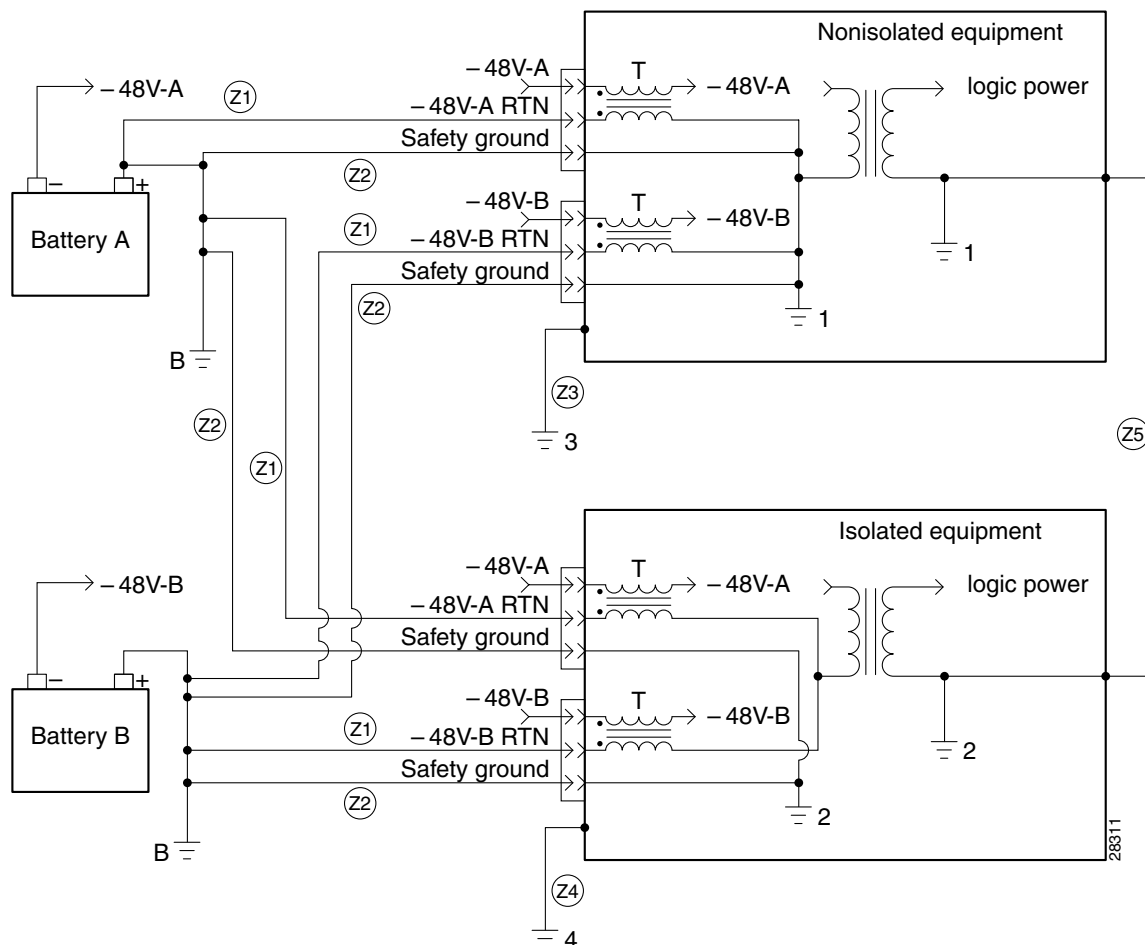 Nonisolated equipment
– 48V-A
T
– 48V-A
logic power
– 48V-A
Z1
– 48V-A RTN
Safety ground
Z2
– +
Battery A
– 48V-B
T
– 48V-B
Z1
– 48V-B RTN
Safety ground
Z2
1
1
B
Z3
3
Z2
Z1
Z5
Isolated equipment
– 48V-A
T
– 48V-A
logic power
– 48V-B
– 48V-A RTN
Safety ground
– +
Battery B
– 48V-B
T
– 48V-B
Z1
– 48V-B RTN
Safety ground
Z2
2
2
B
28311
Z4
4